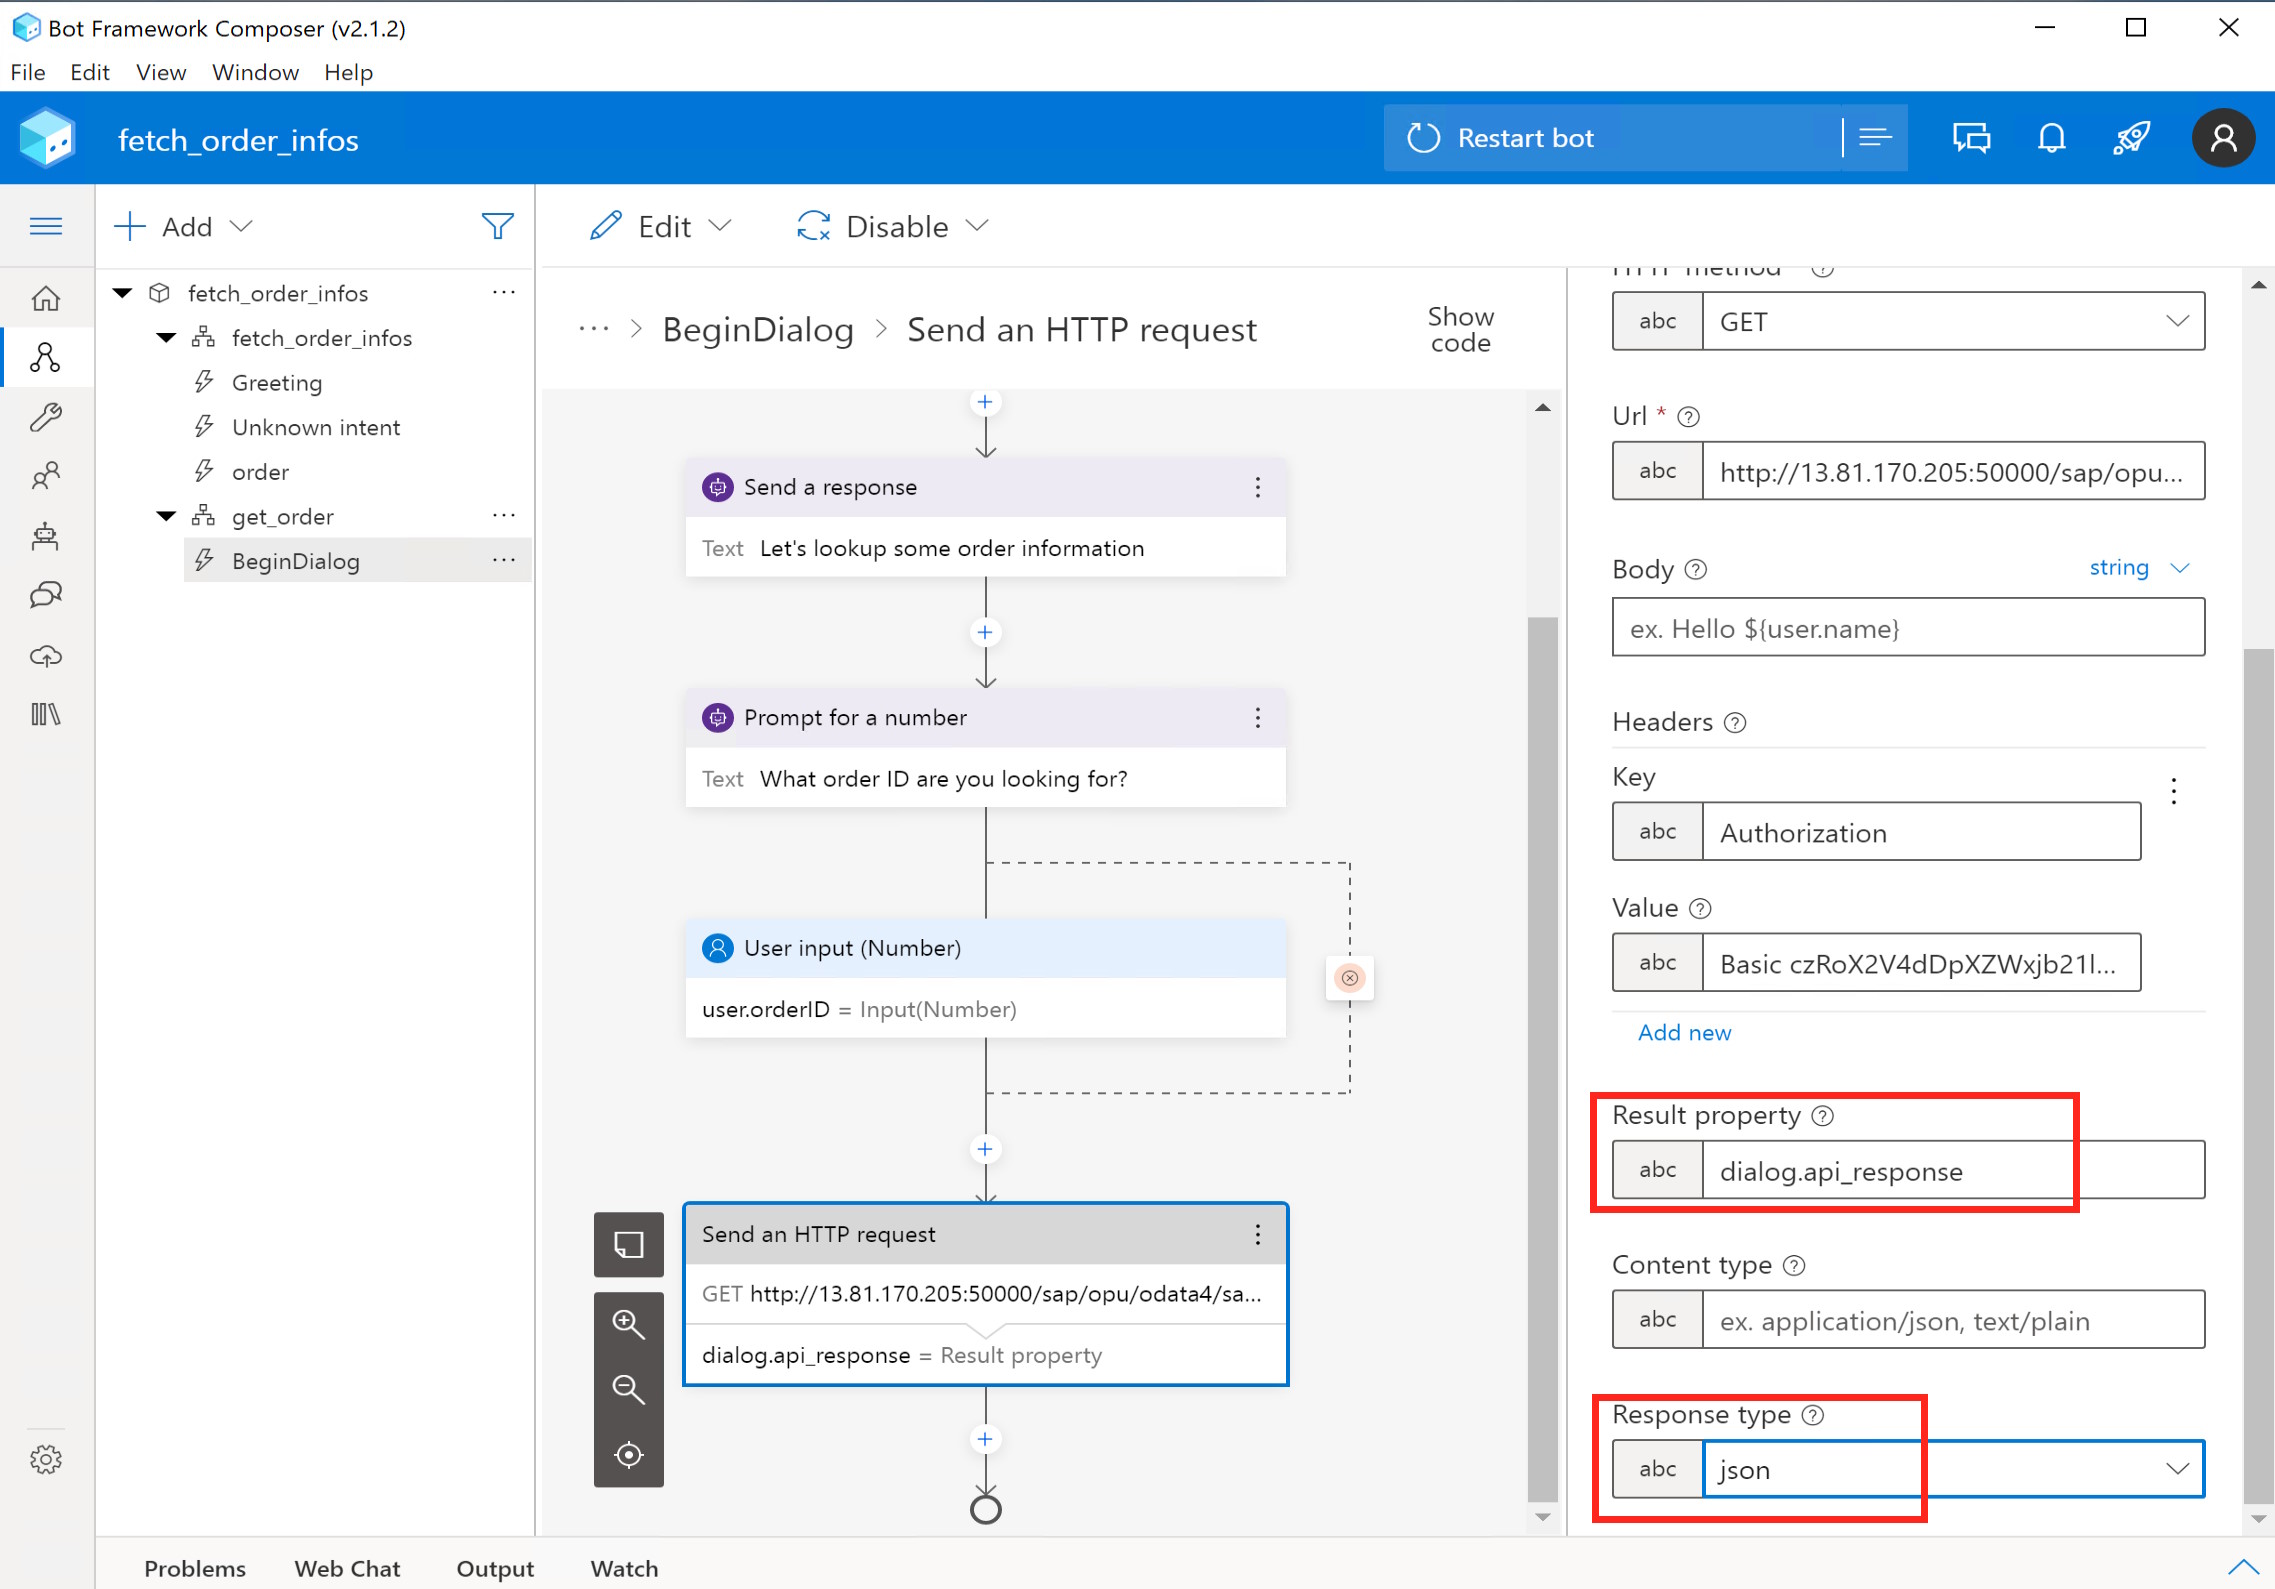 Bot Framework Composer (v2.1.2)
File Edit View Window Help
fetch_order_infos
Restart bot
Add
Edit
Disable
fetch_order_infos
fetch_order_infos
Greeting
Unknown intent
order
get_order
BeginDialog
··· > BeginDialog > Send an HTTP request
Show
code
Send a response
Text Let's lookup some order information
Prompt for a number
Text What order ID are you looking for?
User input (Number)
user.orderID = Input(Number)
Send an HTTP request
GET http://13.81.170.205:50000/sap/opu/odata4/sa...
dialog.api_response = Result property
HTTP method
abc GET
Url *
abc http://13.81.170.205:50000/sap/opu...
Body
string
ex. Hello ${user.name}
Headers
Key
abc Authorization
Value
abc Basic czRoX2V4dDpXZWxjb21l...
Add new
Result property
abc dialog.api_response
Content type
abc ex. application/json, text/plain
Response type
abc json
Problems Web Chat Output Watch